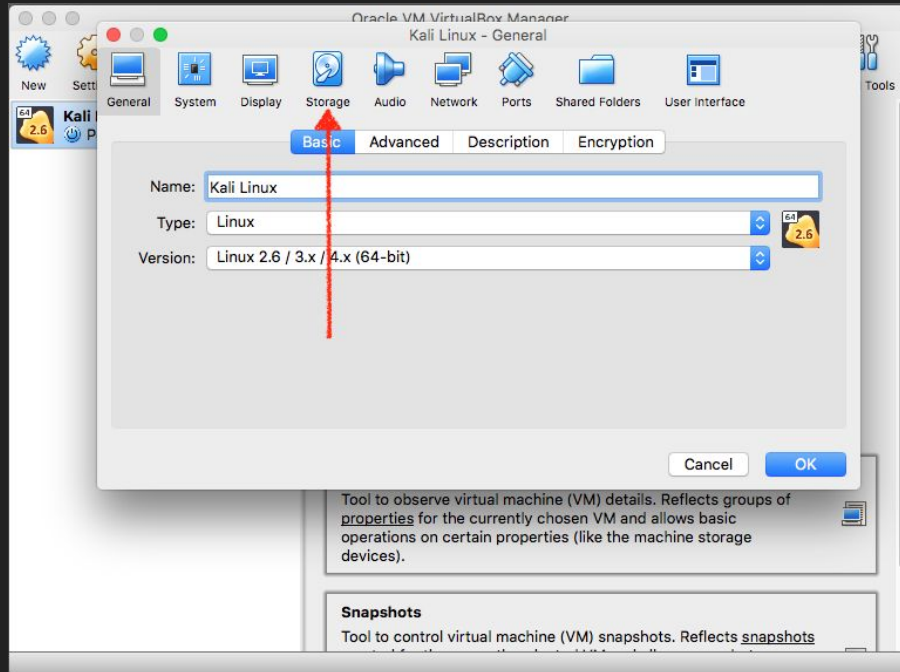 Oracle VM VirtualBox Manager
Kali Linux - General
New
General System Display Storage Audio Network Ports Shared Folders User Interface
Tools
64
2.6
Kali
Basic Advanced Description Encryption
Name: Kali Linux
Type: Linux
64
2.6
Version: Linux 2.6 / 3.x / 4.x (64-bit)
Cancel OK
Tool to observe virtual machine (VM) details. Reflects groups of
properties for the currently chosen VM and allows basic
operations on certain properties (like the machine storage
devices).
Snapshots
Tool to control virtual machine (VM) snapshots. Reflects snapshots